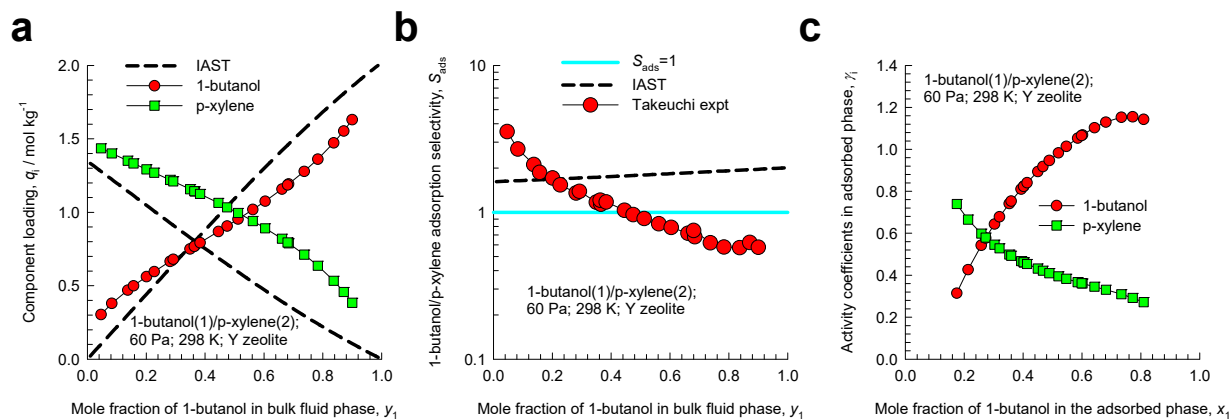 a
IAST
1-butanol
p-xylene
2.0
1.5
1.0
0.5
0.0
Component loading, qᵢ / mol kg⁻¹
1-butanol(1)/p-xylene(2);
60 Pa; 298 K; Y zeolite
0.0 0.2 0.4 0.6 0.8 1.0
Mole fraction of 1-butanol in bulk fluid phase, y₁
b
S_ads=1
IAST
Takeuchi expt
10
1
0.1
1-butanol/p-xylene adsorption selectivity, S_ads
1-butanol(1)/p-xylene(2);
60 Pa; 298 K; Y zeolite
0.0 0.2 0.4 0.6 0.8 1.0
Mole fraction of 1-butanol in bulk fluid phase, y₁
c
1.4
1.2
1.0
0.8
0.6
0.4
0.2
0.0
Activity coefficients in adsorbed phase, γᵢ
1-butanol(1)/p-xylene(2);
60 Pa; 298 K; Y zeolite
1-butanol
p-xylene
0.0 0.2 0.4 0.6 0.8 1.0
Mole fraction of 1-butanol in the adsorbed phase, x₁